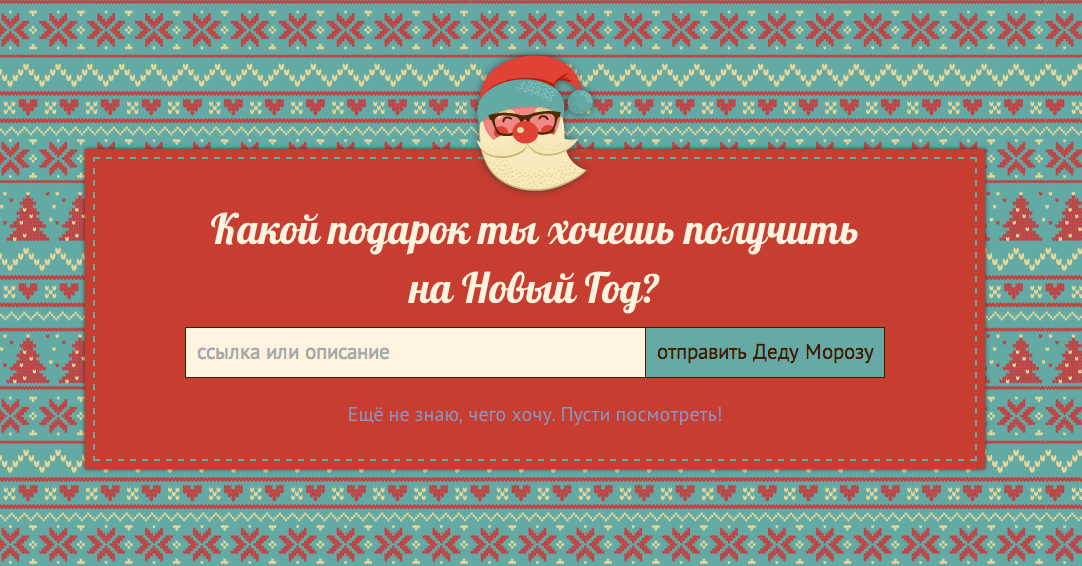 Какой подарок ты хочешь получить
на Новый Год?
ссылка или описание
отправить Деду Морозу
Ещё не знаю, чего хочу. Пусти посмотреть!